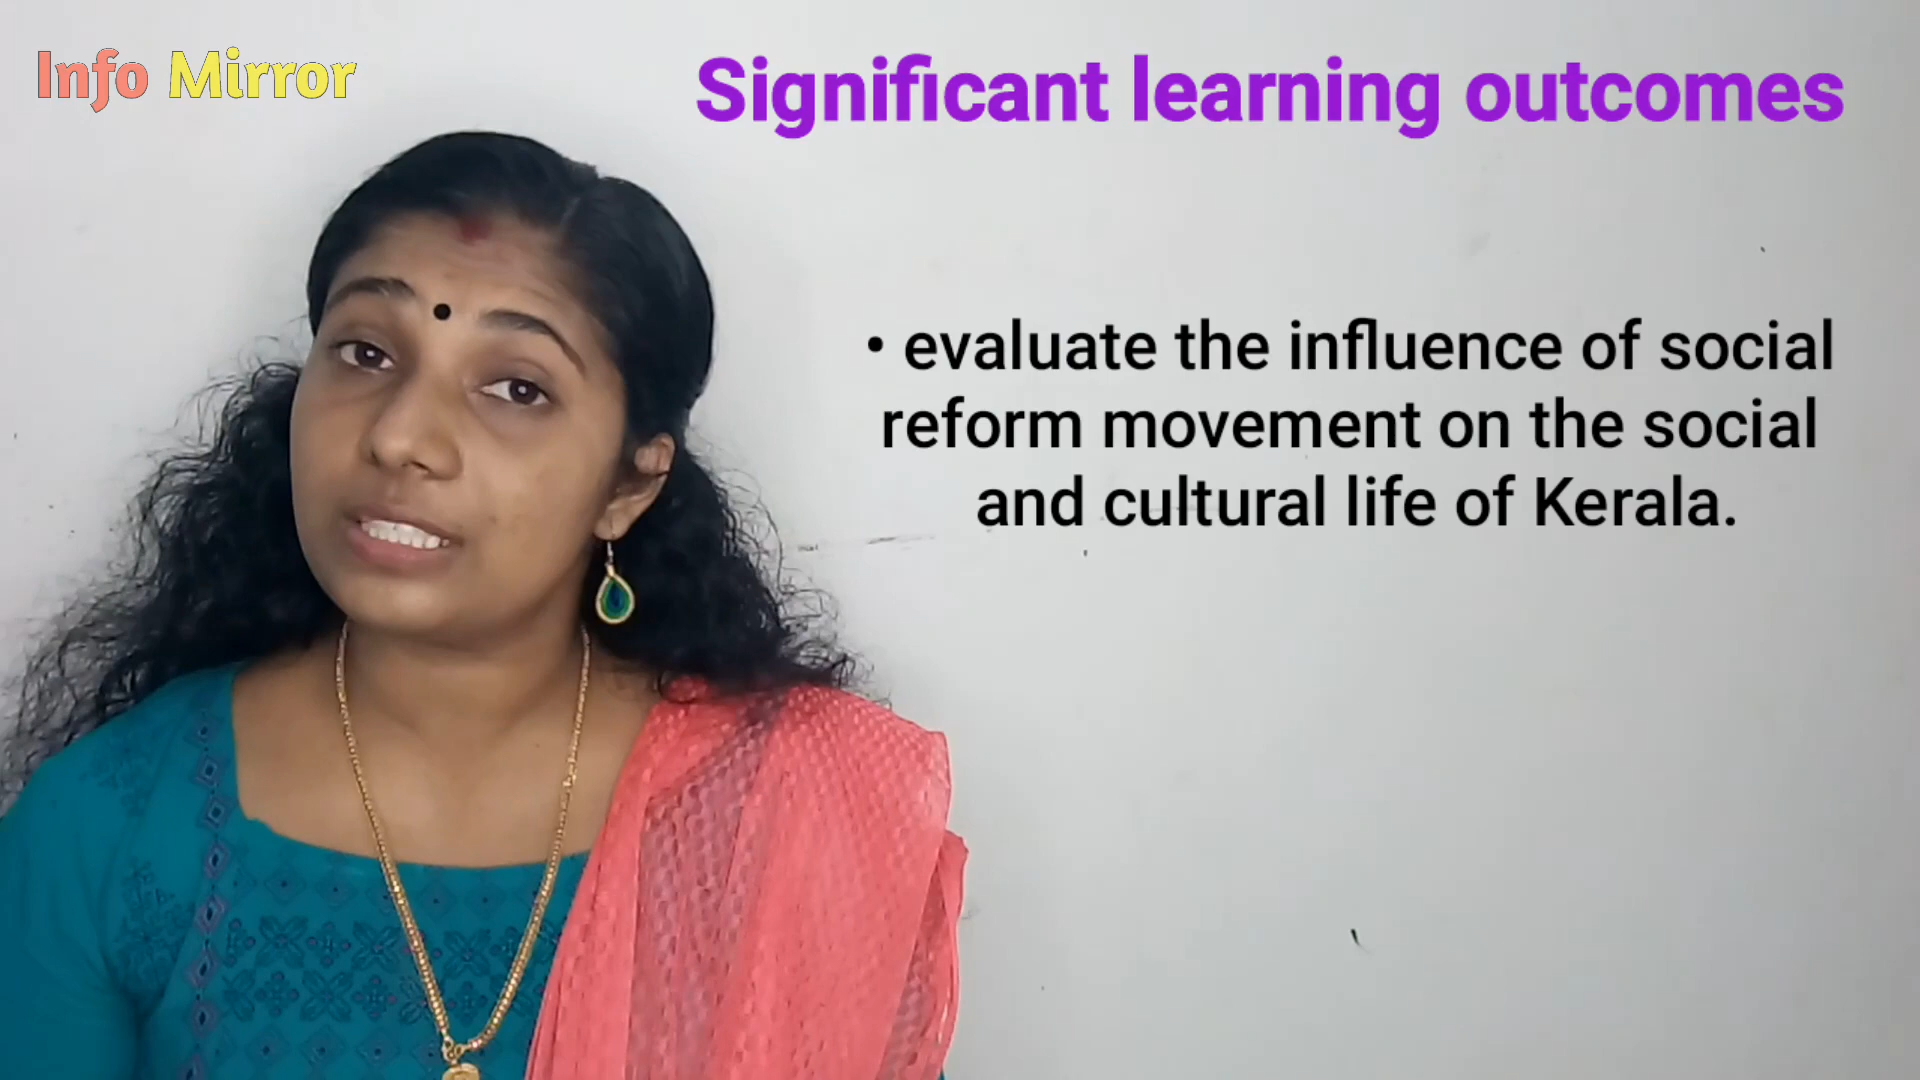 Info Mirror
Significant learning outcomes
• evaluate the influence of social
reform movement on the social
and cultural life of Kerala.